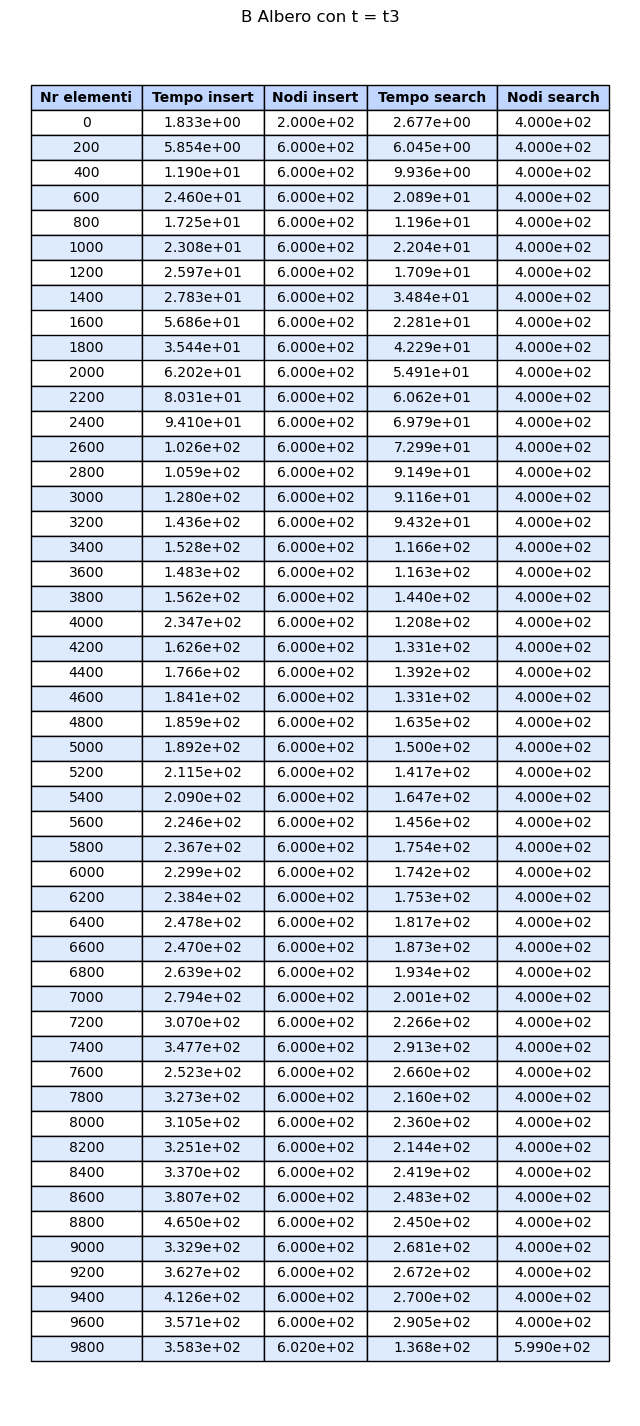 B Albero con t = t3
Nr elementi Tempo insert Nodi insert Tempo search Nodi search
0 1.833e+00 2.000e+02 2.677e+00 4.000e+02
200 5.854e+00 6.000e+02 6.045e+00 4.000e+02
400 1.190e+01 6.000e+02 9.936e+00 4.000e+02
600 2.460e+01 6.000e+02 2.089e+01 4.000e+02
800 1.725e+01 6.000e+02 1.196e+01 4.000e+02
1000 2.308e+01 6.000e+02 2.204e+01 4.000e+02
1200 2.597e+01 6.000e+02 1.709e+01 4.000e+02
1400 2.783e+01 6.000e+02 3.484e+01 4.000e+02
1600 5.686e+01 6.000e+02 2.281e+01 4.000e+02
1800 3.544e+01 6.000e+02 4.229e+01 4.000e+02
2000 6.202e+01 6.000e+02 5.491e+01 4.000e+02
2200 8.031e+01 6.000e+02 6.062e+01 4.000e+02
2400 9.410e+01 6.000e+02 6.979e+01 4.000e+02
2600 1.026e+02 6.000e+02 7.299e+01 4.000e+02
2800 1.059e+02 6.000e+02 9.149e+01 4.000e+02
3000 1.280e+02 6.000e+02 9.116e+01 4.000e+02
3200 1.436e+02 6.000e+02 9.432e+01 4.000e+02
3400 1.528e+02 6.000e+02 1.166e+02 4.000e+02
3600 1.483e+02 6.000e+02 1.163e+02 4.000e+02
3800 1.562e+02 6.000e+02 1.440e+02 4.000e+02
4000 2.347e+02 6.000e+02 1.208e+02 4.000e+02
4200 1.626e+02 6.000e+02 1.331e+02 4.000e+02
4400 1.766e+02 6.000e+02 1.392e+02 4.000e+02
4600 1.841e+02 6.000e+02 1.331e+02 4.000e+02
4800 1.859e+02 6.000e+02 1.635e+02 4.000e+02
5000 1.892e+02 6.000e+02 1.500e+02 4.000e+02
5200 2.115e+02 6.000e+02 1.417e+02 4.000e+02
5400 2.090e+02 6.000e+02 1.647e+02 4.000e+02
5600 2.246e+02 6.000e+02 1.456e+02 4.000e+02
5800 2.367e+02 6.000e+02 1.754e+02 4.000e+02
6000 2.299e+02 6.000e+02 1.742e+02 4.000e+02
6200 2.384e+02 6.000e+02 1.753e+02 4.000e+02
6400 2.478e+02 6.000e+02 1.817e+02 4.000e+02
6600 2.470e+02 6.000e+02 1.873e+02 4.000e+02
6800 2.639e+02 6.000e+02 1.934e+02 4.000e+02
7000 2.794e+02 6.000e+02 2.001e+02 4.000e+02
7200 3.070e+02 6.000e+02 2.266e+02 4.000e+02
7400 3.477e+02 6.000e+02 2.913e+02 4.000e+02
7600 2.523e+02 6.000e+02 2.660e+02 4.000e+02
7800 3.273e+02 6.000e+02 2.160e+02 4.000e+02
8000 3.105e+02 6.000e+02 2.360e+02 4.000e+02
8200 3.251e+02 6.000e+02 2.144e+02 4.000e+02
8400 3.370e+02 6.000e+02 2.419e+02 4.000e+02
8600 3.807e+02 6.000e+02 2.483e+02 4.000e+02
8800 4.650e+02 6.000e+02 2.450e+02 4.000e+02
9000 3.329e+02 6.000e+02 2.681e+02 4.000e+02
9200 3.627e+02 6.000e+02 2.672e+02 4.000e+02
9400 4.126e+02 6.000e+02 2.700e+02 4.000e+02
9600 3.571e+02 6.000e+02 2.905e+02 4.000e+02
9800 3.583e+02 6.020e+02 1.368e+02 5.990e+02